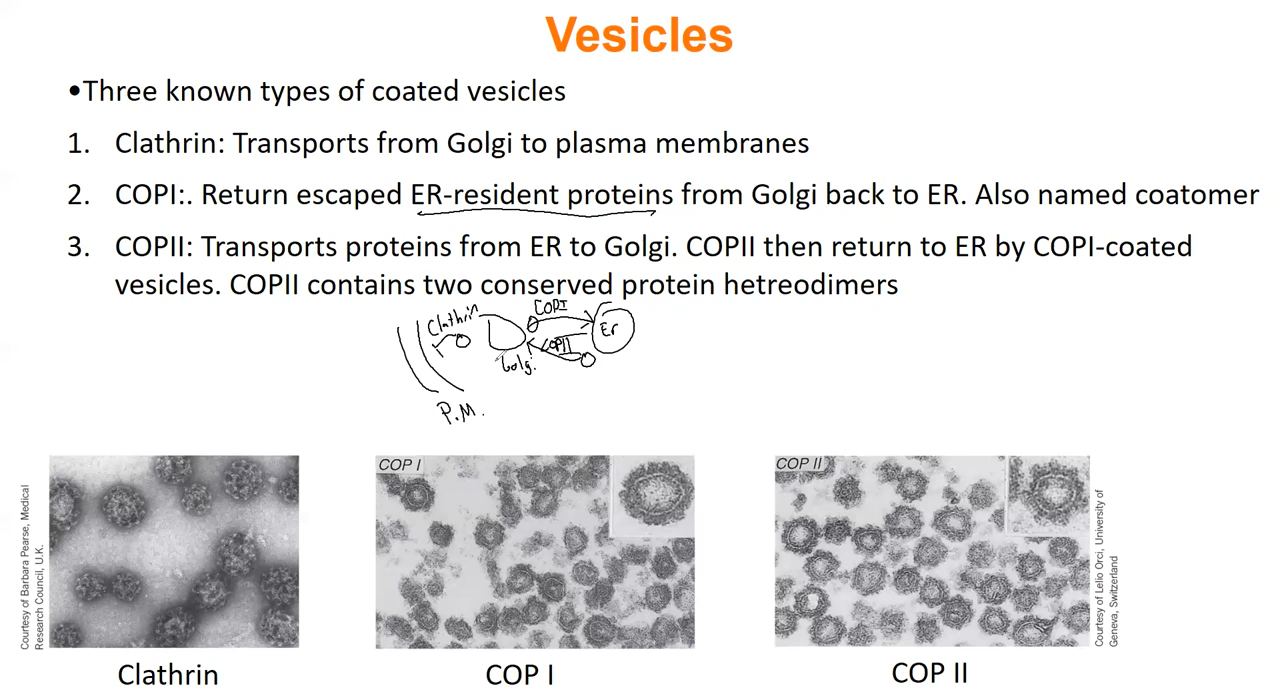 Vesicles
•Three known types of coated vesicles
1. Clathrin: Transports from Golgi to plasma membranes
2. COPI:. Return escaped ER-resident proteins from Golgi back to ER. Also named coatomer
3. COPII: Transports proteins from ER to Golgi. COPII then return to ER by COPI-coated
vesicles. COPII contains two conserved protein hetreodimers
COPI
Clathrin
Er
COPII
Golgi
P.M.
COP I
COP II
Courtesy of Barbara Pearse, Medical
Research Council, U.K.
Courtesy of Lelio Orci, University of
Geneva, Switzerland
Clathrin
COP I
COP II